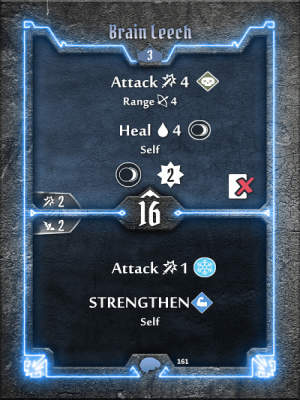 Brain Leech
3
Attack 4
Range 4
Heal 4
Self
2
2
16
2
Attack 1
STRENGTHEN
Self
161